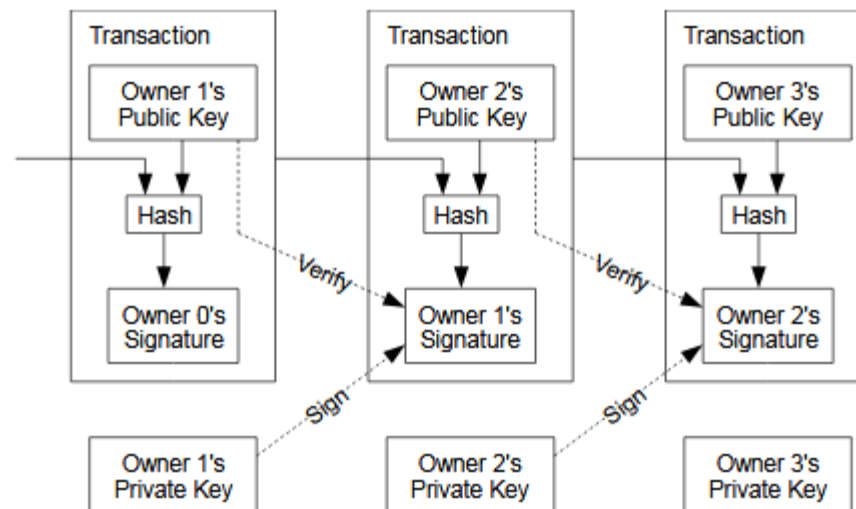 Transaction
Owner 1's
Public Key
Hash
Owner 0's
Signature
Transaction
Owner 2's
Public Key
Hash
Verify
Owner 1's
Signature
Transaction
Owner 3's
Public Key
Hash
Verify
Owner 2's
Signature
Sign
Sign
Owner 1's
Private Key
Owner 2's
Private Key
Owner 3's
Private Key